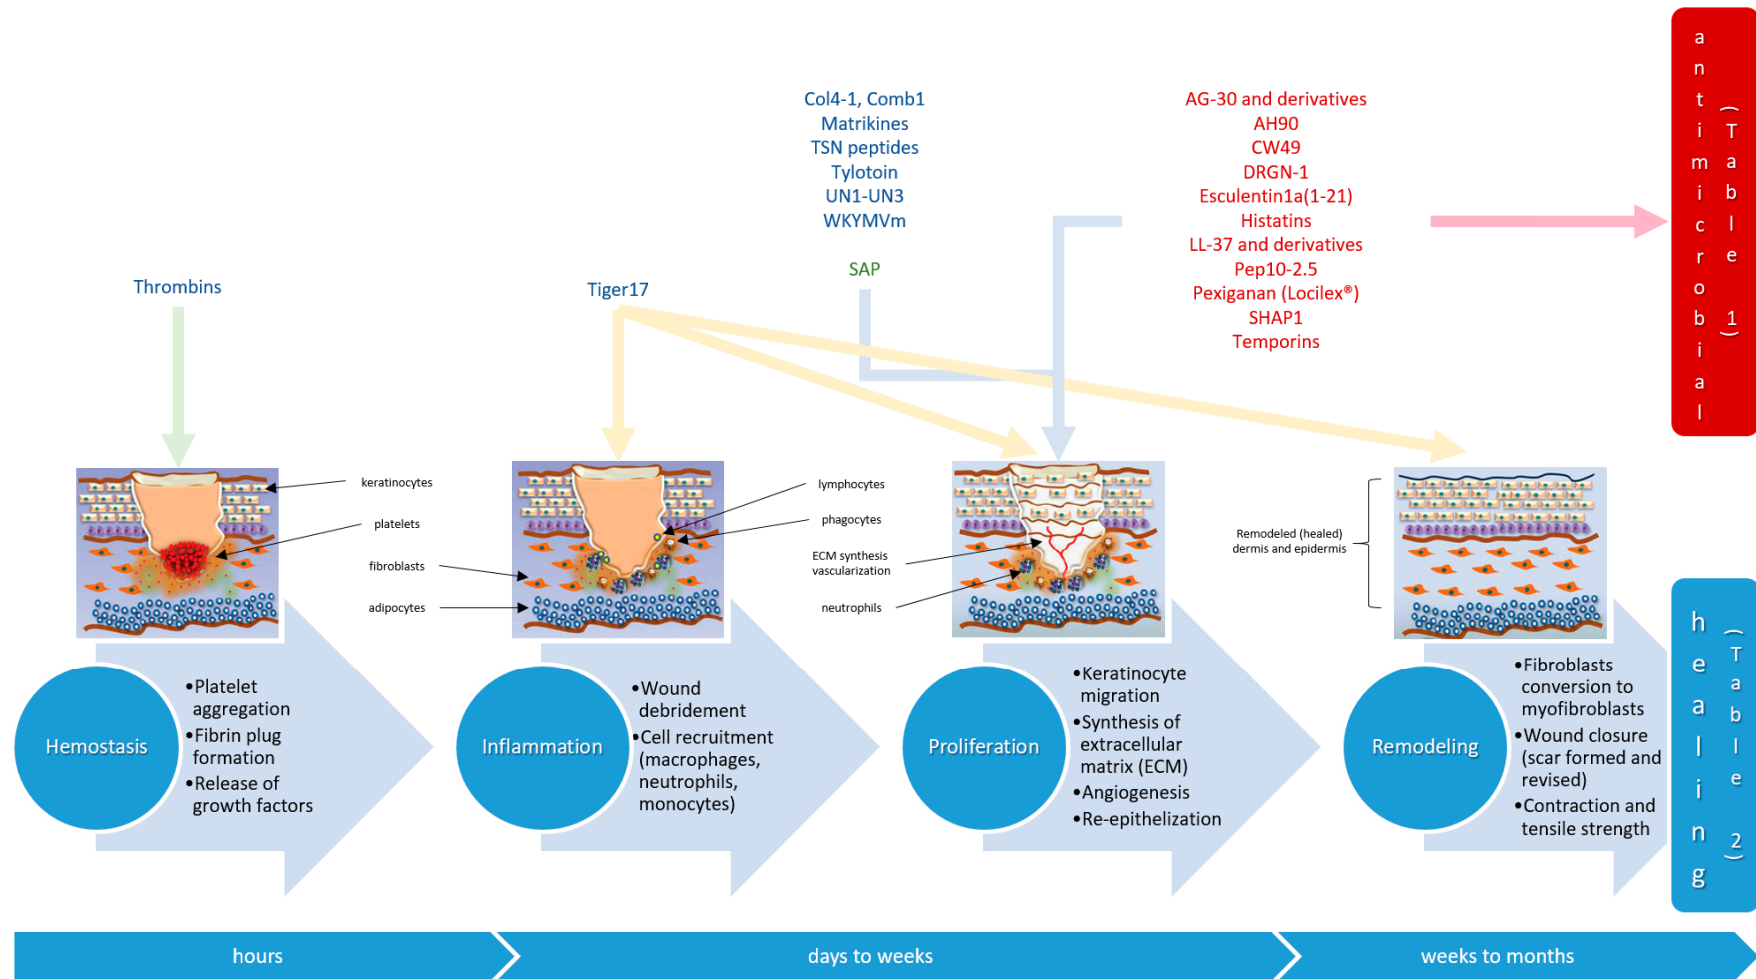 Thrombins
Tiger17
Col4-1, Comb1
Matrikines
TSN peptides
Tylotoin
UN1-UN3
WKYMVm
SAP
AG-30 and derivatives
AH90
CW49
DRGN-1
Esculentin1a(1-21)
Histatins
LL-37 and derivatives
Pep10-2.5
Pexiganan (Locilex®)
SHAP1
Temporins
antimicrobial
(Table 1)
keratinocytes
platelets
fibroblasts
adipocytes
lymphocytes
phagocytes
ECM synthesis
vascularization
neutrophils
Remodeled (healed)
dermis and epidermis
Hemostasis
•Platelet
aggregation
•Fibrin plug
formation
•Release of
growth factors
Inflammation
•Wound
debridement
•Cell recruitment
(macrophages,
neutrophils,
monocytes)
Proliferation
•Keratinocyte
migration
•Synthesis of
extracellular
matrix (ECM)
•Angiogenesis
•Re-epithelization
Remodeling
•Fibroblasts
conversion to
myofibroblasts
•Wound closure
(scar formed and
revised)
•Contraction and
tensile strength
healing
(Table 2)
hours
days to weeks
weeks to months